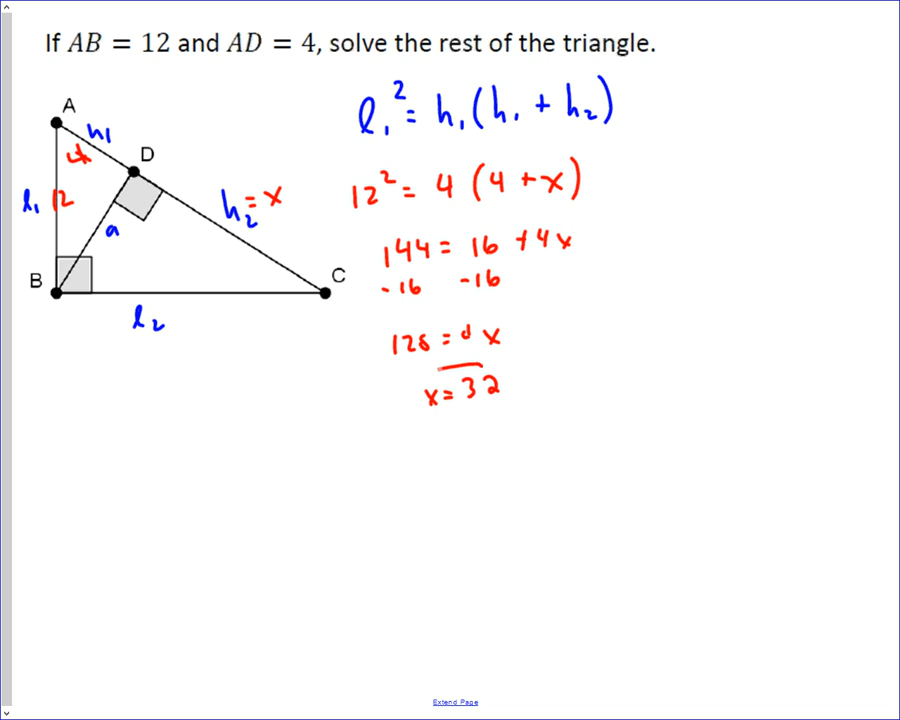 If AB = 12 and AD = 4, solve the rest of the triangle.
A
h₁
4
D
l₁ 12
a
h₂ = x
B
C
l₂
l₁² = h₁(h₁ + h₂)
12² = 4 (4 + x)
144 = 16 + 4x
-16 -16
128 = x
x = 32
Extend Page